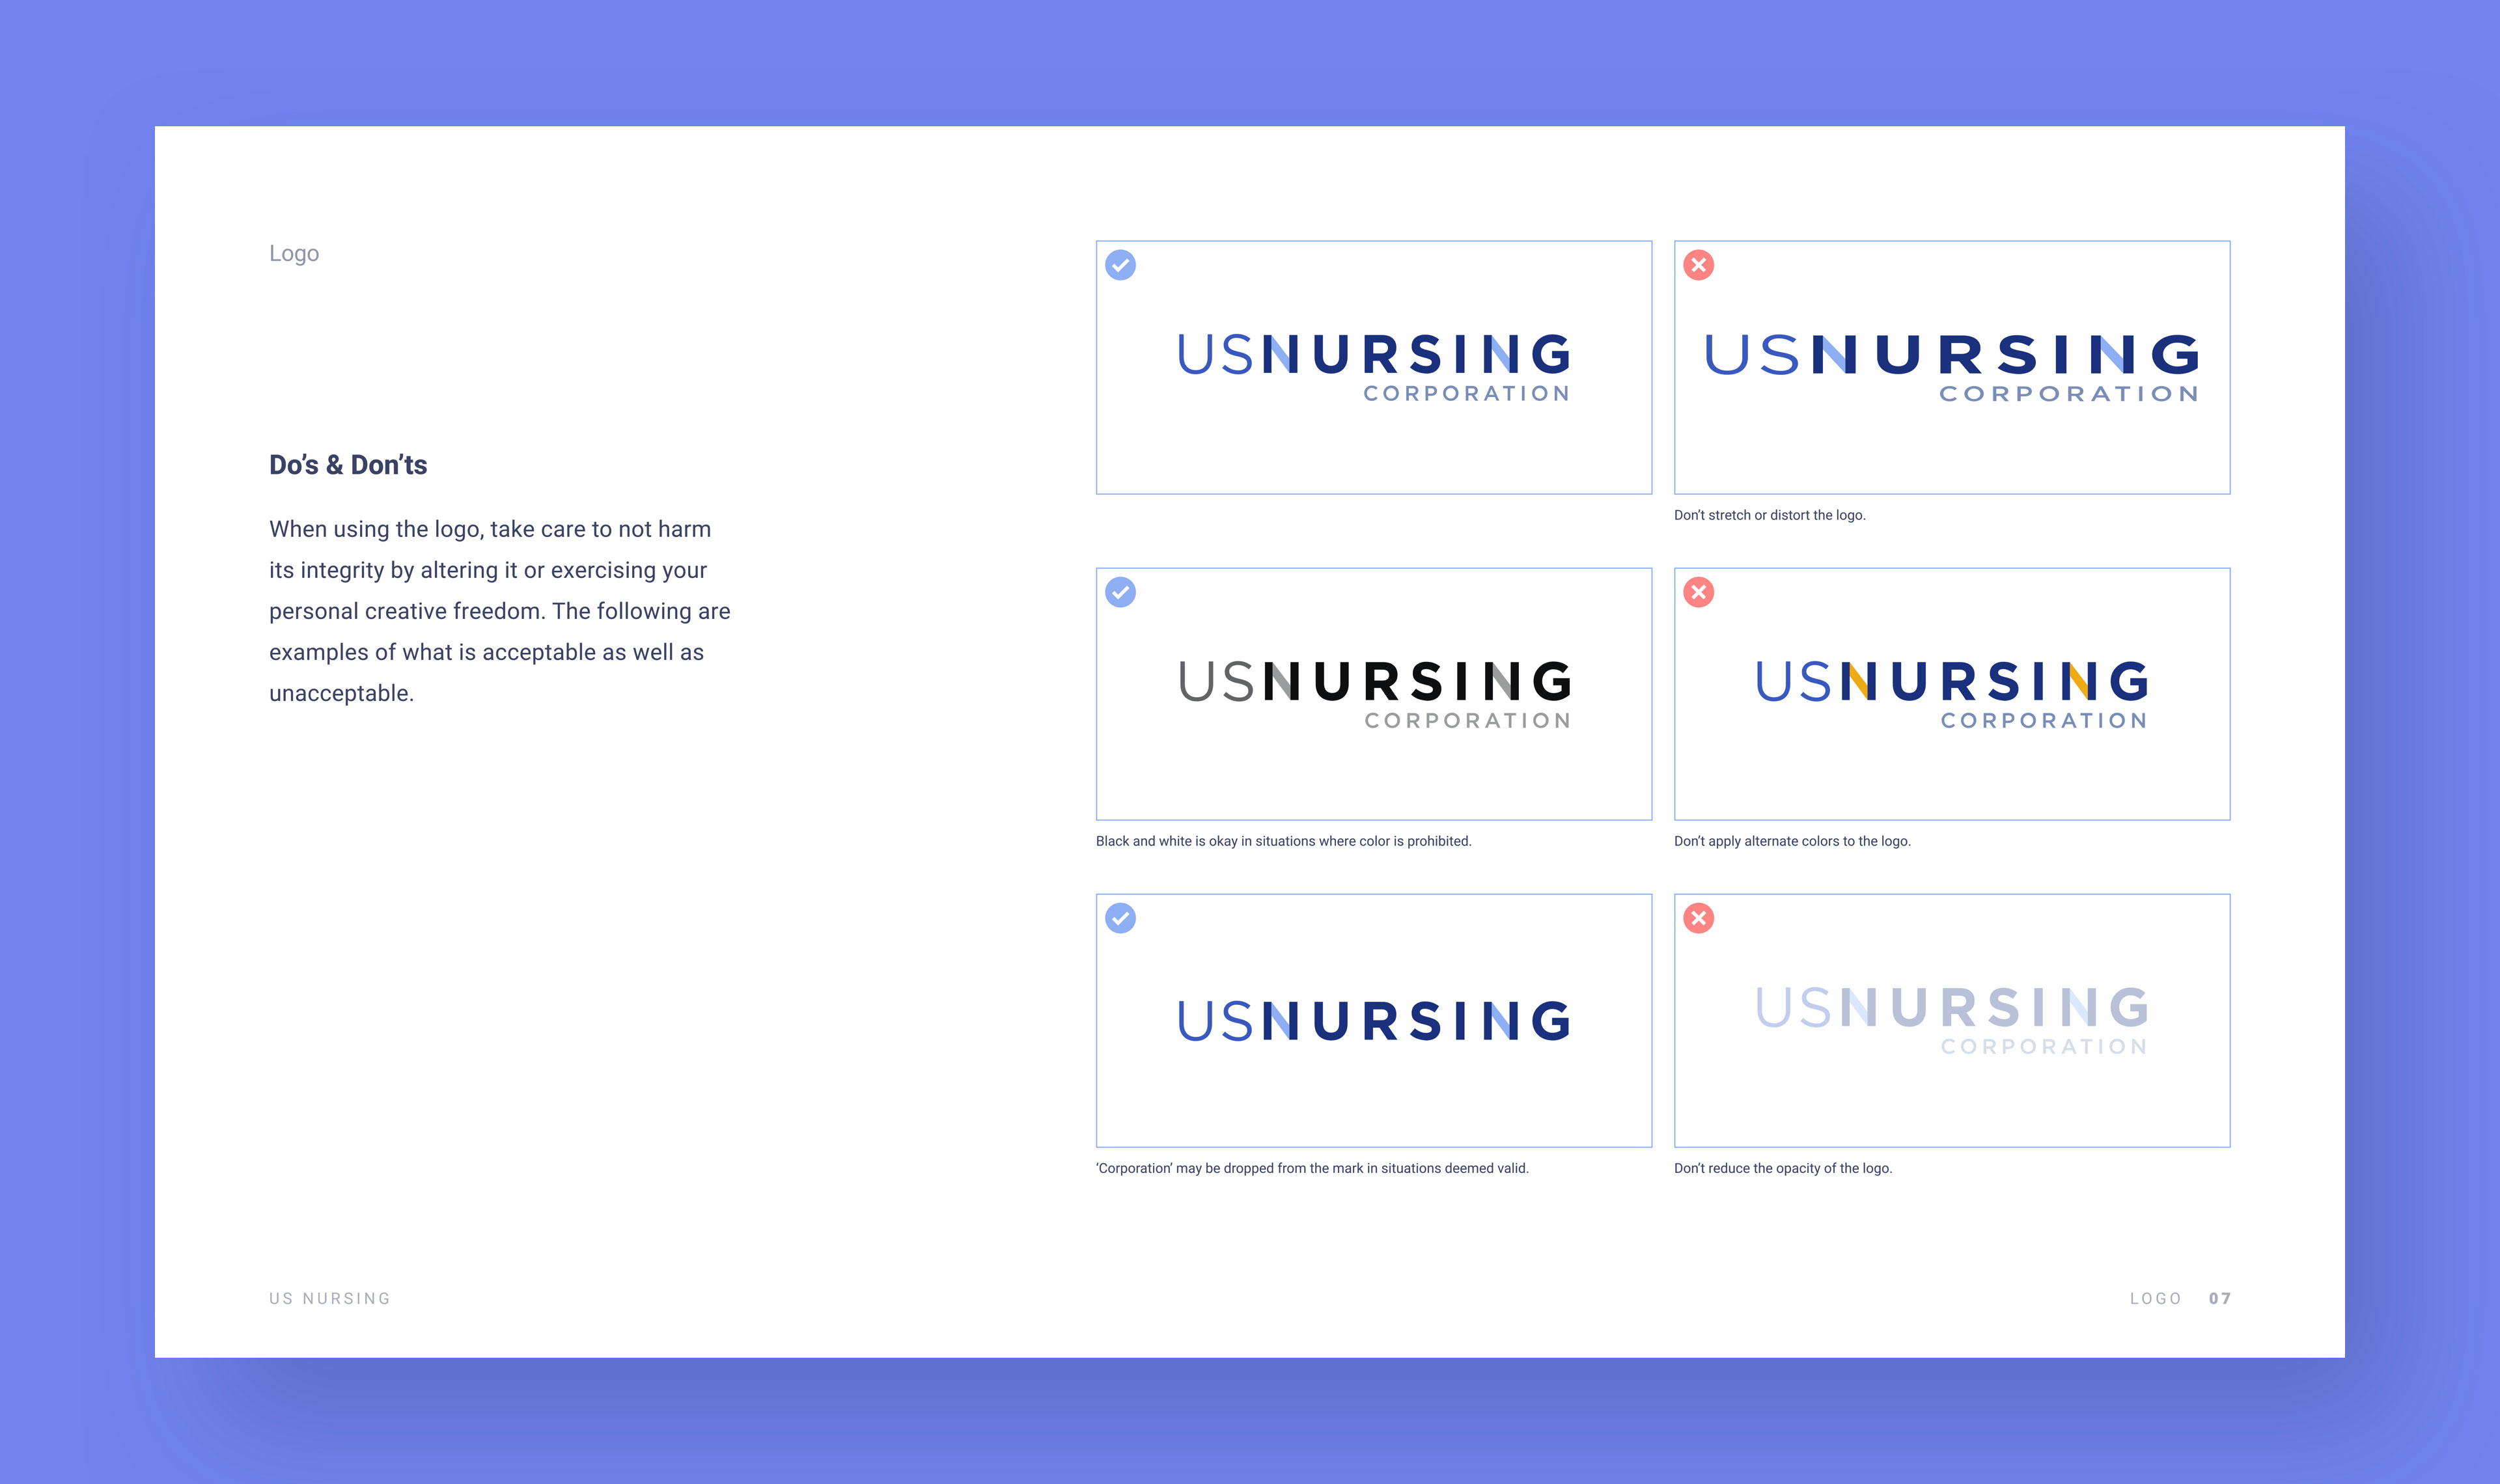 Logo
Do’s & Don’ts
When using the logo, take care to not harm
its integrity by altering it or exercising your
personal creative freedom. The following are
examples of what is acceptable as well as
unacceptable.
USNURSING
CORPORATION
USNURSING
CORPORATION
Don’t stretch or distort the logo.
USNURSING
CORPORATION
Black and white is okay in situations where color is prohibited.
USNURSING
CORPORATION
Don’t apply alternate colors to the logo.
USNURSING
‘Corporation’ may be dropped from the mark in situations deemed valid.
USNURSING
CORPORATION
Don’t reduce the opacity of the logo.
US NURSING
LOGO 07